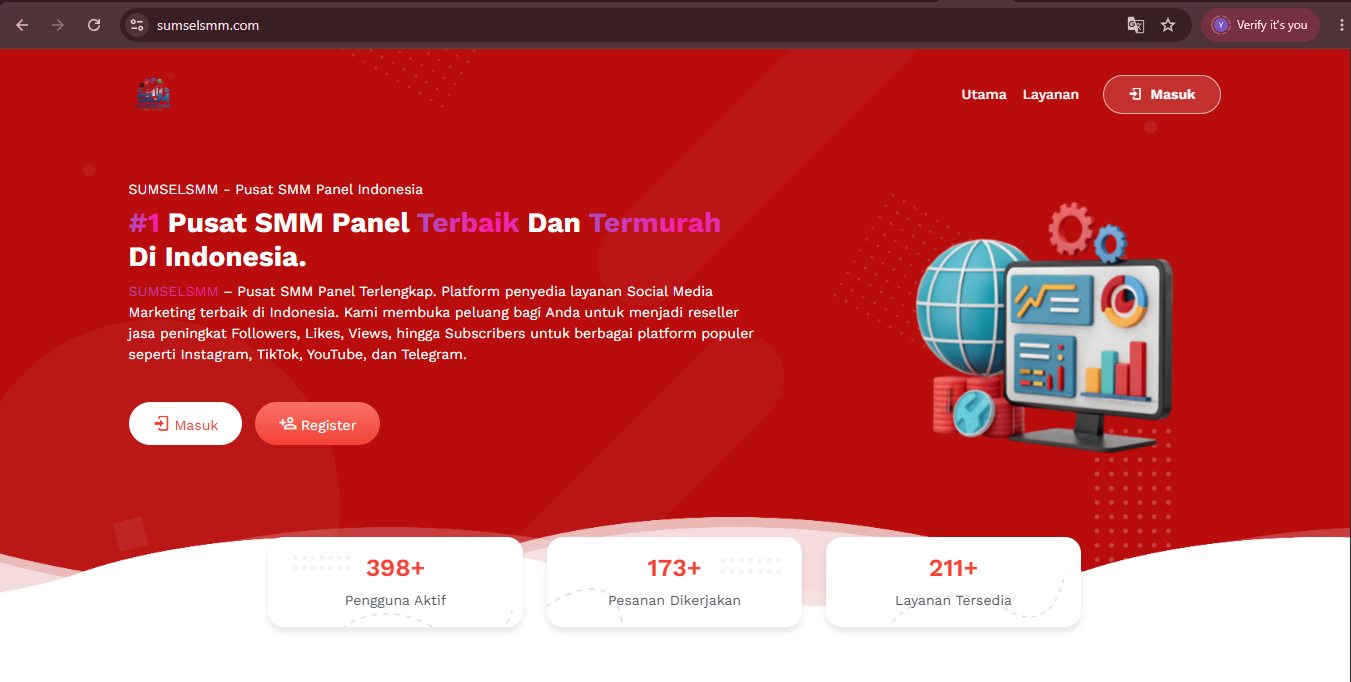 sumselsmm.com
Verify it's you
Utama Layanan Masuk
SUMSELSMM - Pusat SMM Panel Indonesia
#1 Pusat SMM Panel Terbaik Dan Termurah
Di Indonesia.
SUMSELSMM – Pusat SMM Panel Terlengkap. Platform penyedia layanan Social Media
Marketing terbaik di Indonesia. Kami membuka peluang bagi Anda untuk menjadi reseller
jasa peningkat Followers, Likes, Views, hingga Subscribers untuk berbagai platform populer
seperti Instagram, TikTok, YouTube, dan Telegram.
Masuk Register
398+ 173+ 211+
Pengguna Aktif Pesanan Dikerjakan Layanan Tersedia